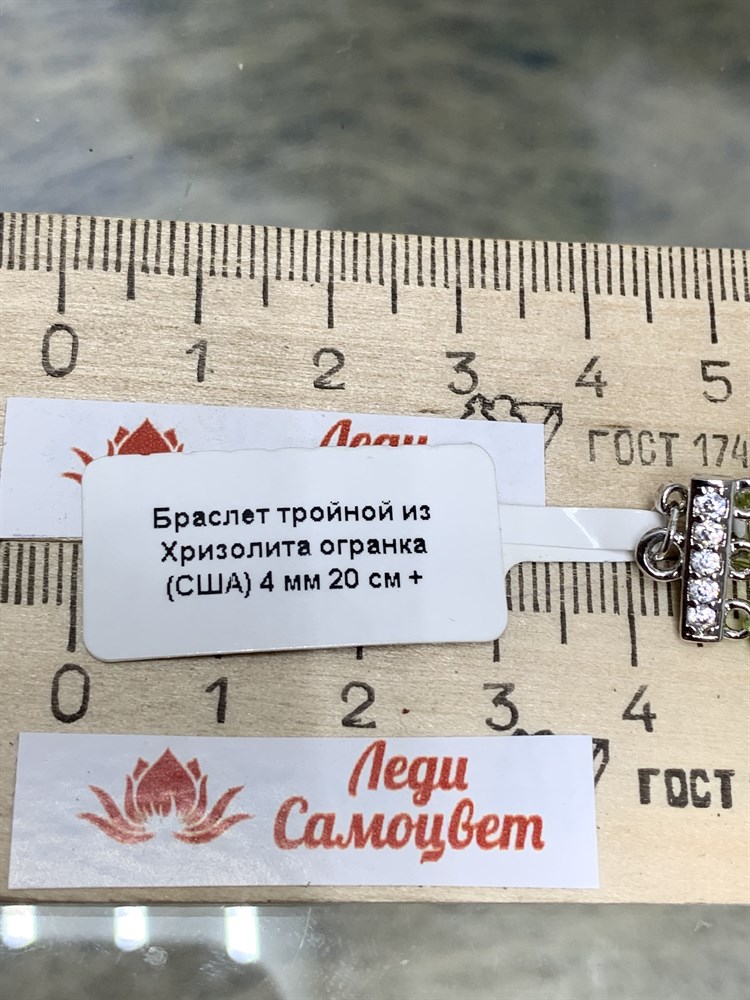 0 1 2 3 4 5
ГОСТ 174
Леди
Браслет тройной из
Хризолита огранка
(США) 4 мм 20 см +
0 1 2 3 4
ГОСТ
Леди
Самоцвет